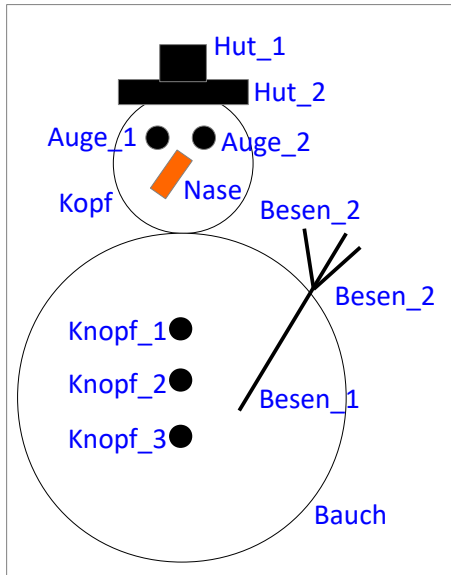 Hut_1
Hut_2
Auge_1
Auge_2
Nase
Kopf
Besen_2
Besen_2
Knopf_1
Knopf_2
Besen_1
Knopf_3
Bauch